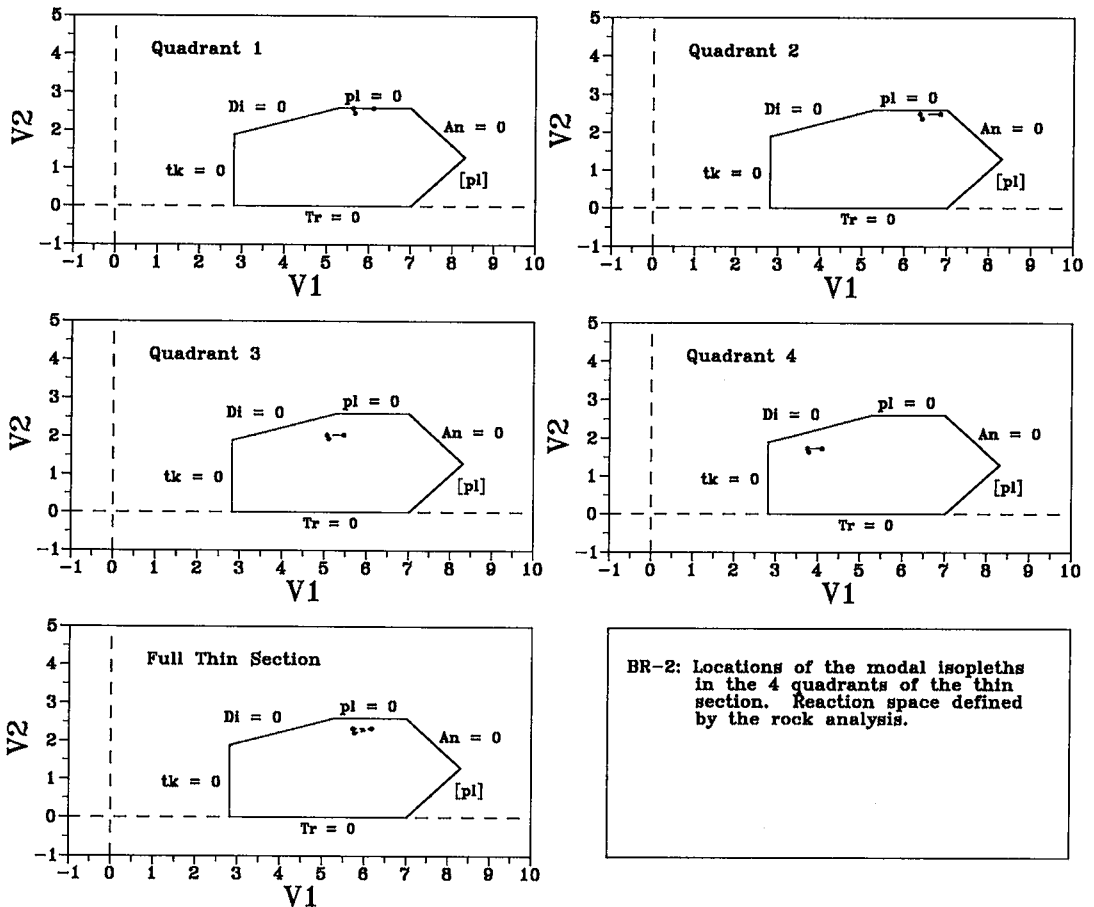 5
4
3
2
1
0
-1
V2
Quadrant 1
Di = 0
pl = 0
An = 0
tk = 0
[pl]
Tr = 0
-1 0 1 2 3 4 5 6 7 8 9 10
V1
5
4
3
2
1
0
-1
V2
Quadrant 2
Di = 0
pl = 0
An = 0
tk = 0
[pl]
Tr = 0
-1 0 1 2 3 4 5 6 7 8 9 10
V1
5
4
3
2
1
0
-1
V2
Quadrant 3
Di = 0
pl = 0
An = 0
tk = 0
[pl]
Tr = 0
-1 0 1 2 3 4 5 6 7 8 9 10
V1
5
4
3
2
1
0
-1
V2
Quadrant 4
Di = 0
pl = 0
An = 0
tk = 0
[pl]
Tr = 0
-1 0 1 2 3 4 5 6 7 8 9 10
V1
5
4
3
2
1
0
-1
V2
Full Thin Section
Di = 0
pl = 0
An = 0
tk = 0
[pl]
Tr = 0
-1 0 1 2 3 4 5 6 7 8 9 10
V1
BR-2: Locations of the modal isopleths
in the 4 quadrants of the thin
section. Reaction space defined
by the rock analysis.